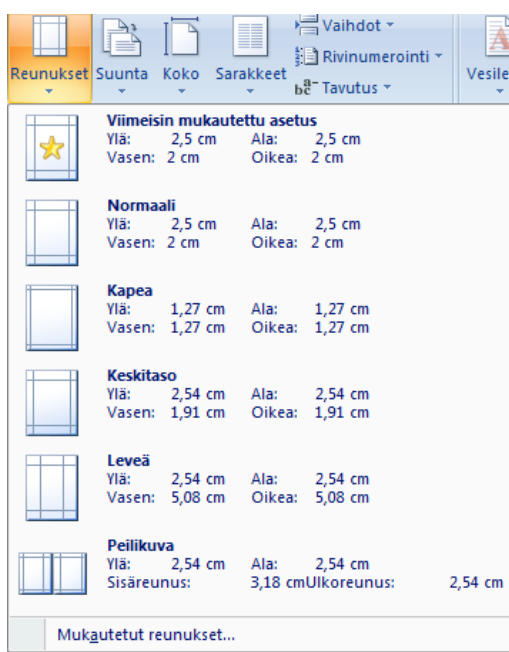 Vaihdot
Rivinumerointi
Reunukset Suunta Koko Sarakkeet bc Tavutus
Viimeisin mukautettu asetus
Ylä: 2,5 cm Ala: 2,5 cm
Vasen: 2 cm Oikea: 2 cm
Normaali
Ylä: 2,5 cm Ala: 2,5 cm
Vasen: 2 cm Oikea: 2 cm
Kapea
Ylä: 1,27 cm Ala: 1,27 cm
Vasen: 1,27 cm Oikea: 1,27 cm
Keskitaso
Ylä: 2,54 cm Ala: 2,54 cm
Vasen: 1,91 cm Oikea: 1,91 cm
Leveä
Ylä: 2,54 cm Ala: 2,54 cm
Vasen: 5,08 cm Oikea: 5,08 cm
Peilikuva
Ylä: 2,54 cm Ala: 2,54 cm
Sisäreunus: 3,18 cmUlkoreunus: 2,54 cm
Mukautetut reunukset...